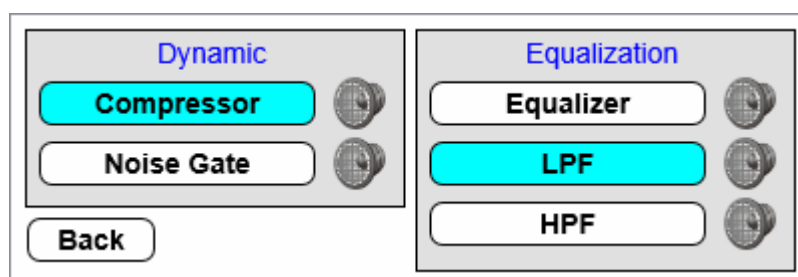 Dynamic
Compressor
Noise Gate
Back
Equalization
Equalizer
LPF
HPF